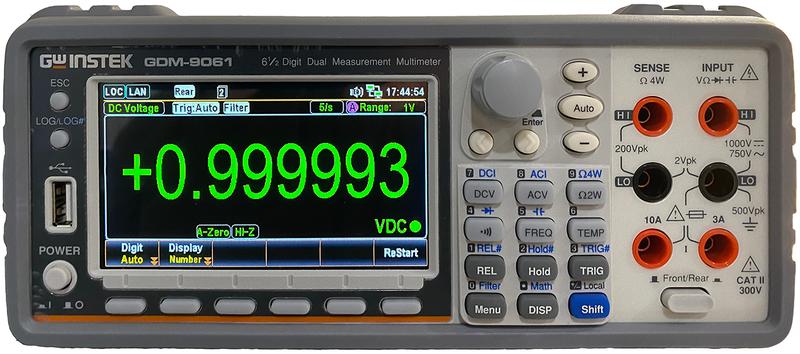 GW INSTEK GDM-9061 6½ Digit Dual Measurement Multimeter
ESC
LOG/LOG#
POWER
I O
LOC LAN Rear 2 17:44:54
DC Voltage Trig:Auto Filter 5/s A Range: 1V
+0.999993
A-Zero HI-Z
VDC
Digit Display
Auto Number ReStart
+
Auto
−
Enter
7 DCI 8 ACI 9 Ω4W
DCV ACV Ω2W
4 5 6
FREQ TEMP
1 REL# 2 Hold# 3 TRIG#
REL Hold TRIG
0 Filter Math +/- Local
Menu DISP Shift
SENSE INPUT
Ω 4W VΩ
HI HI
200Vpk 1000V
750V
2Vpk
LO LO
500Vpk
10A 3A
I
Front/Rear
CAT II
300V